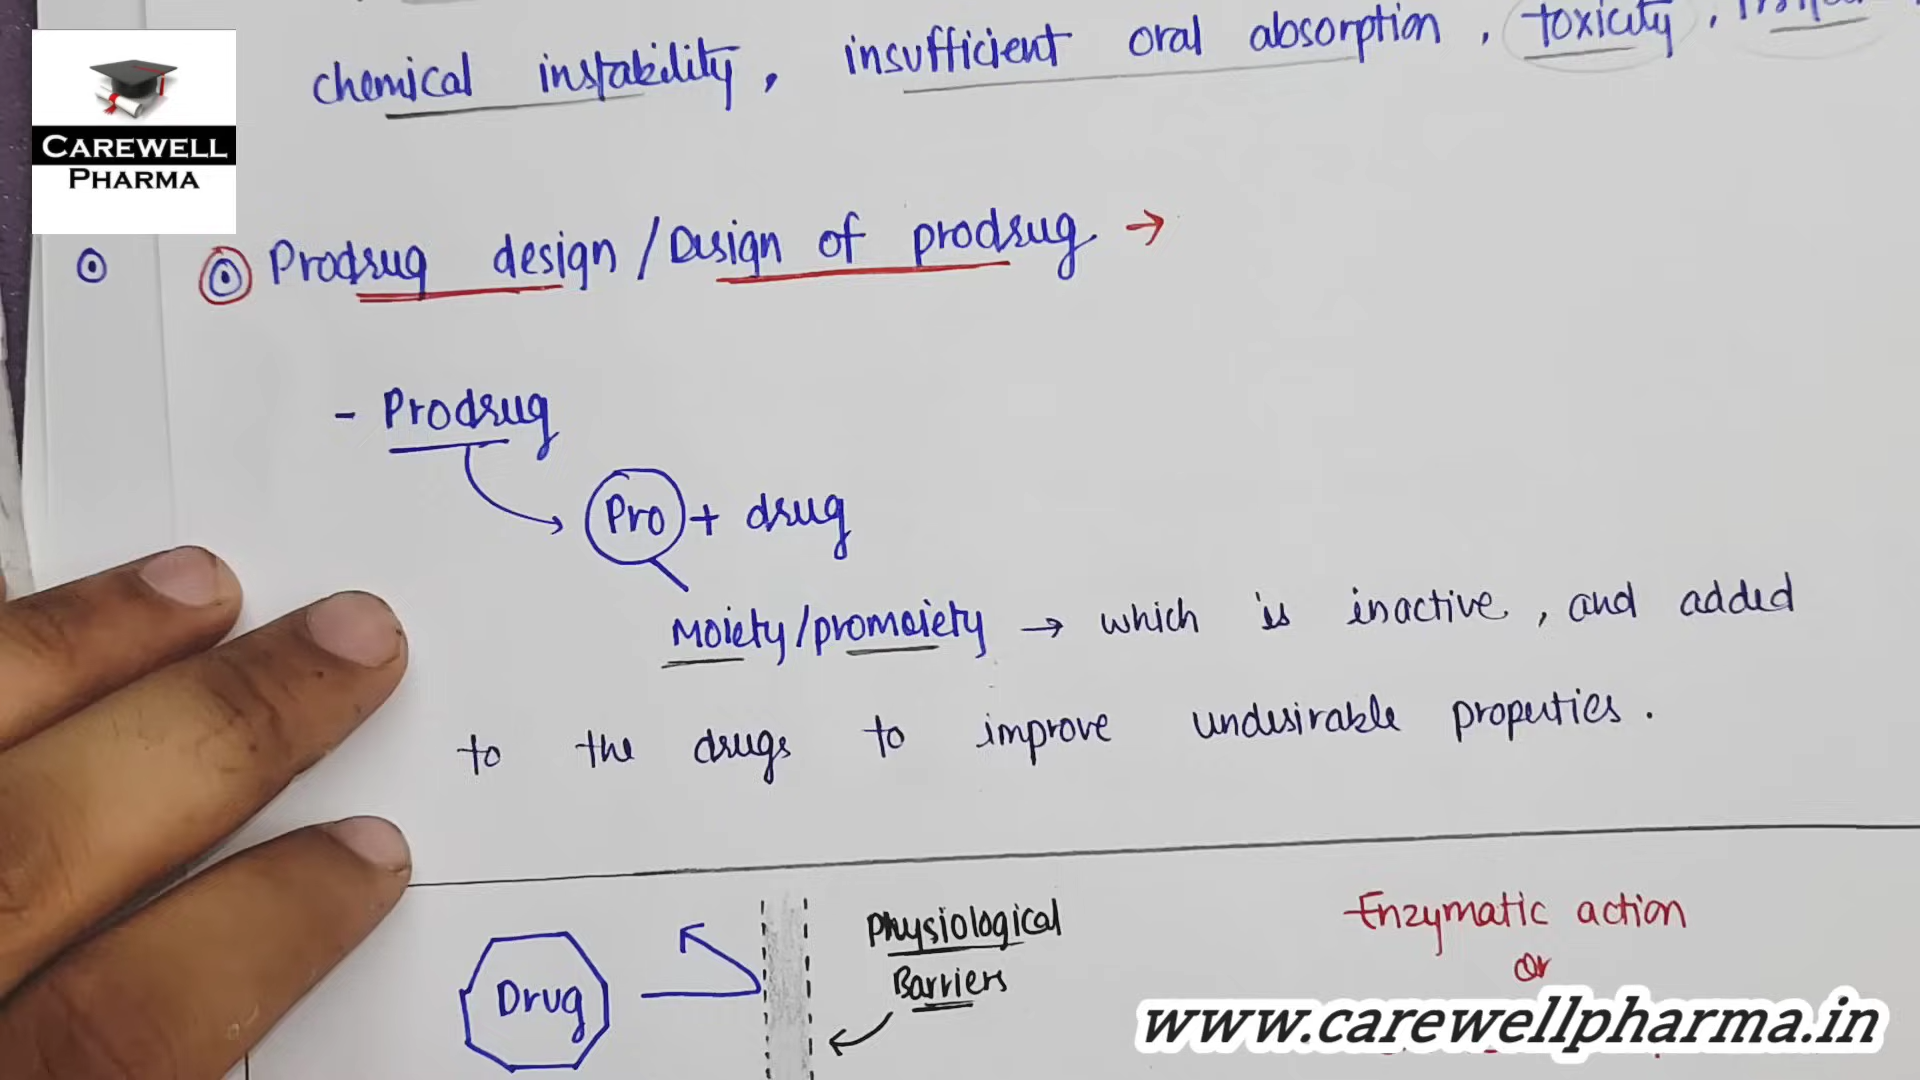 chemical instability, insufficient oral absorption, toxicity,
CAREWELL
PHARMA
Prodrug design / Design of prodrug →
- Prodrug
Pro + drug
Moiety/promoiety → which is inactive, and added
to the drugs to improve undesirable properties.
Physiological
Barriers
Drug
Enzymatic action
or
www.carewellpharma.in